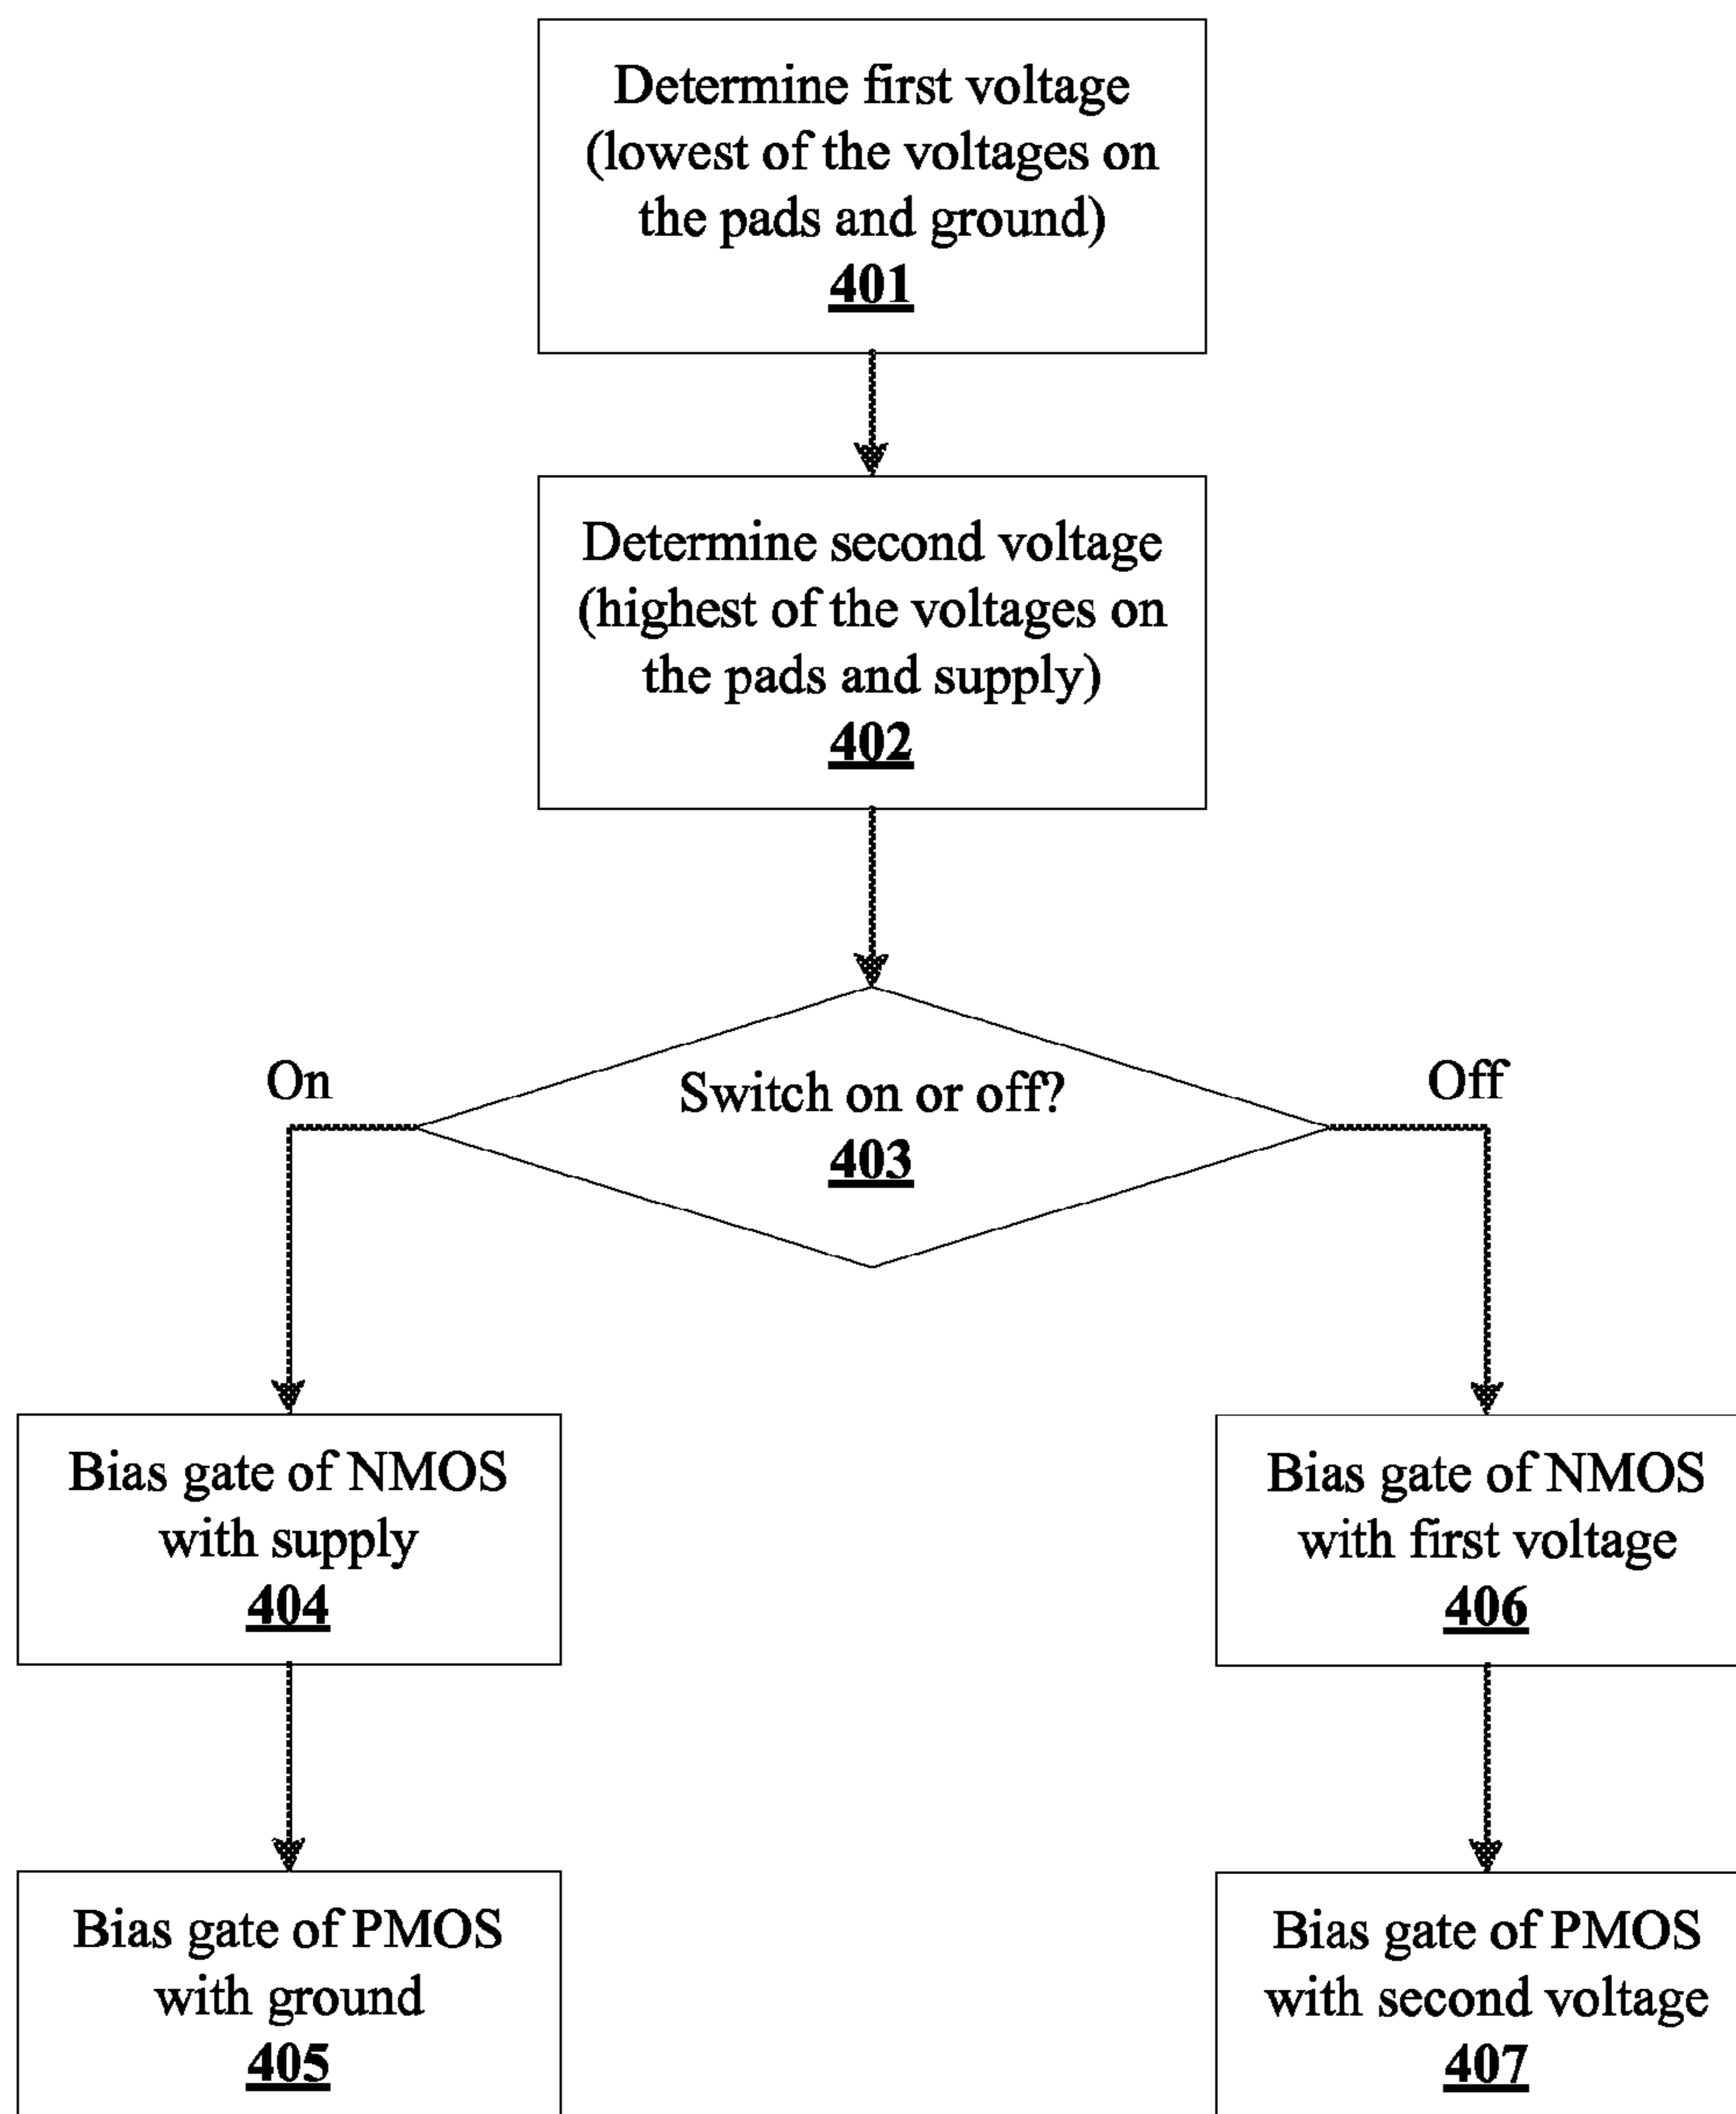 Determine first voltage
(lowest of the voltages on
the pads and ground)
401
Determine second voltage
(highest of the voltages on
the pads and supply)
402
Switch on or off?
403
On
Off
Bias gate of NMOS
with supply
404
Bias gate of PMOS
with ground
405
Bias gate of NMOS
with first voltage
406
Bias gate of PMOS
with second voltage
407